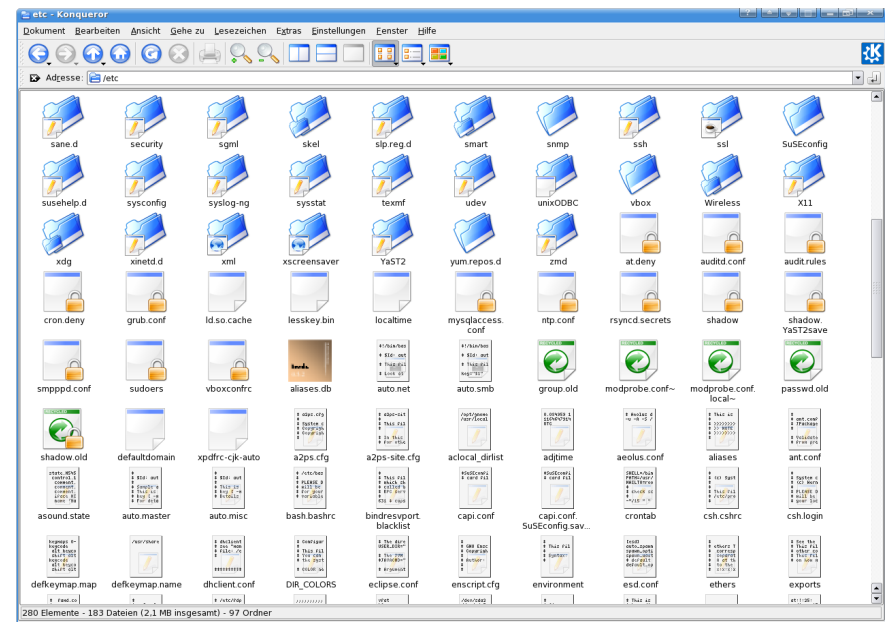 etc - Konqueror
Dokument Bearbeiten Ansicht Gehe zu Lesezeichen Extras Einstellungen Fenster Hilfe
Adresse: /etc
sane.d security sgml skel slp.reg.d smart snmp ssh ssl SuSEconfig
susehelp.d sysconfig syslog-ng sysstat texmf udev unixODBC vbox Wireless X11
xdg xinetd.d xml xscreensaver YaST2 yum.repos.d zmd at.deny auditd.conf audit.rules
cron.deny grub.conf ld.so.cache lesskey.bin localtime mysqlaccess. ntp.conf rsyncd.secrets shadow shadow.
conf YaST2save
smpppd.conf sudoers vboxconfrc aliases.db auto.net auto.smb group.old modprobe.conf~ modprobe.conf. passwd.old
local~
shadow.old defaultdomain xpdfrc-cjk-auto a2ps.cfg a2ps-site.cfg aclocal_dirlist adjtime aeolus.conf aliases ant.conf
asound.state auto.master auto.misc bash.bashrc bindresvport. capi.conf capi.conf. crontab csh.cshrc csh.login
blacklist SuSEconfig.sav...
defkeymap.map defkeymap.name dhclient.conf DIR_COLORS eclipse.conf enscript.cfg environment esd.conf ethers exports
280 Elemente - 183 Dateien (2,1 MB insgesamt) - 97 Ordner